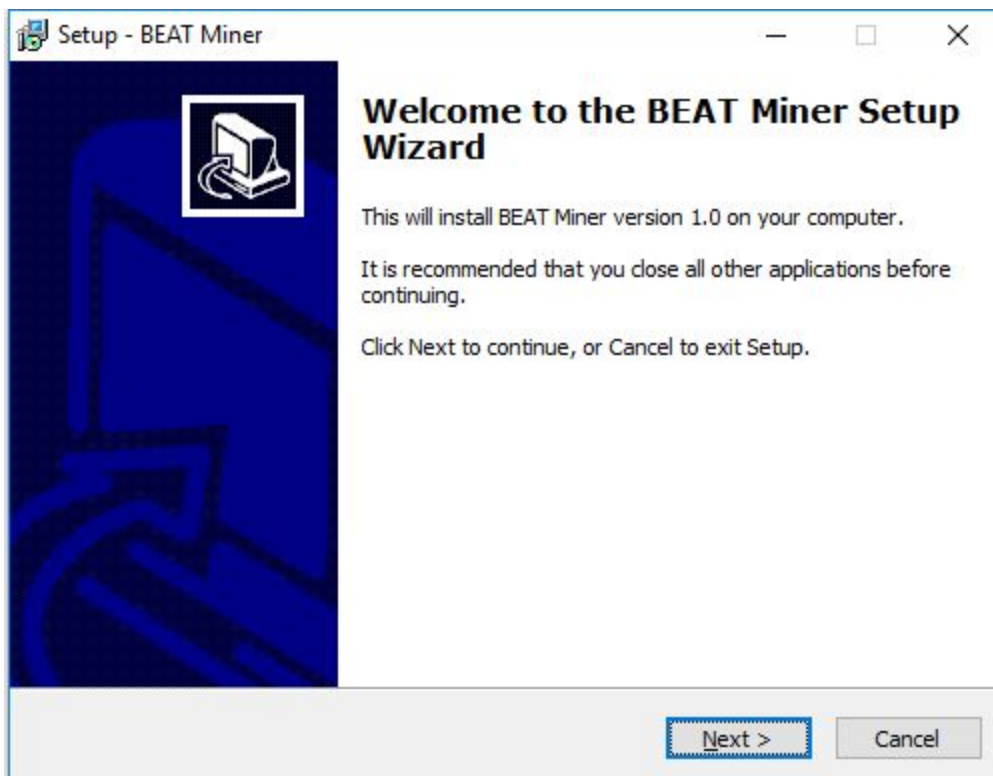 Setup - BEAT Miner
Welcome to the BEAT Miner Setup
Wizard
This will install BEAT Miner version 1.0 on your computer.
It is recommended that you close all other applications before
continuing.
Click Next to continue, or Cancel to exit Setup.
Next > Cancel